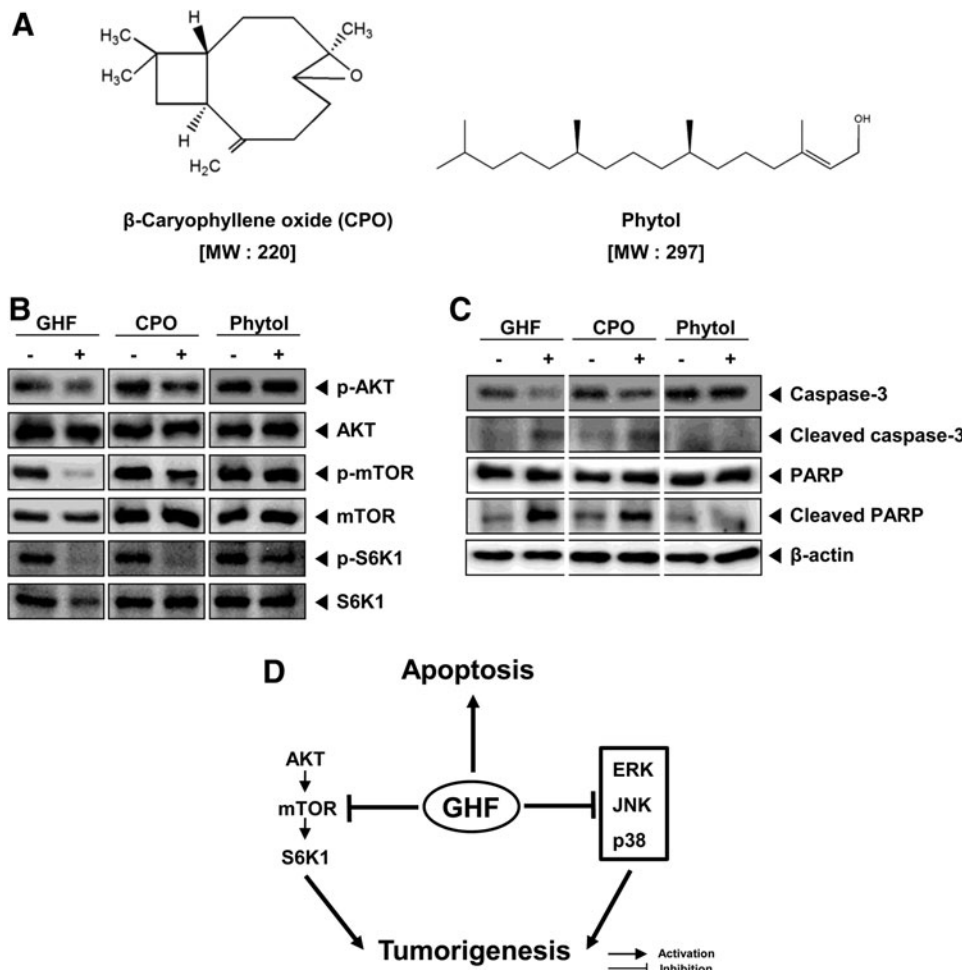 A
H
H₃C
H₃C
CH₃
O
H
H₂C
OH
β-Caryophyllene oxide (CPO)
[MW : 220]
Phytol
[MW : 297]
B
GHF CPO Phytol
- + - + - +
p-AKT
AKT
p-mTOR
mTOR
p-S6K1
S6K1
C
GHF CPO Phytol
- + - + - +
Caspase-3
Cleaved caspase-3
PARP
Cleaved PARP
β-actin
D
Apoptosis
AKT
mTOR
S6K1
GHF
ERK
JNK
p38
Tumorigenesis
Activation
Inhibition